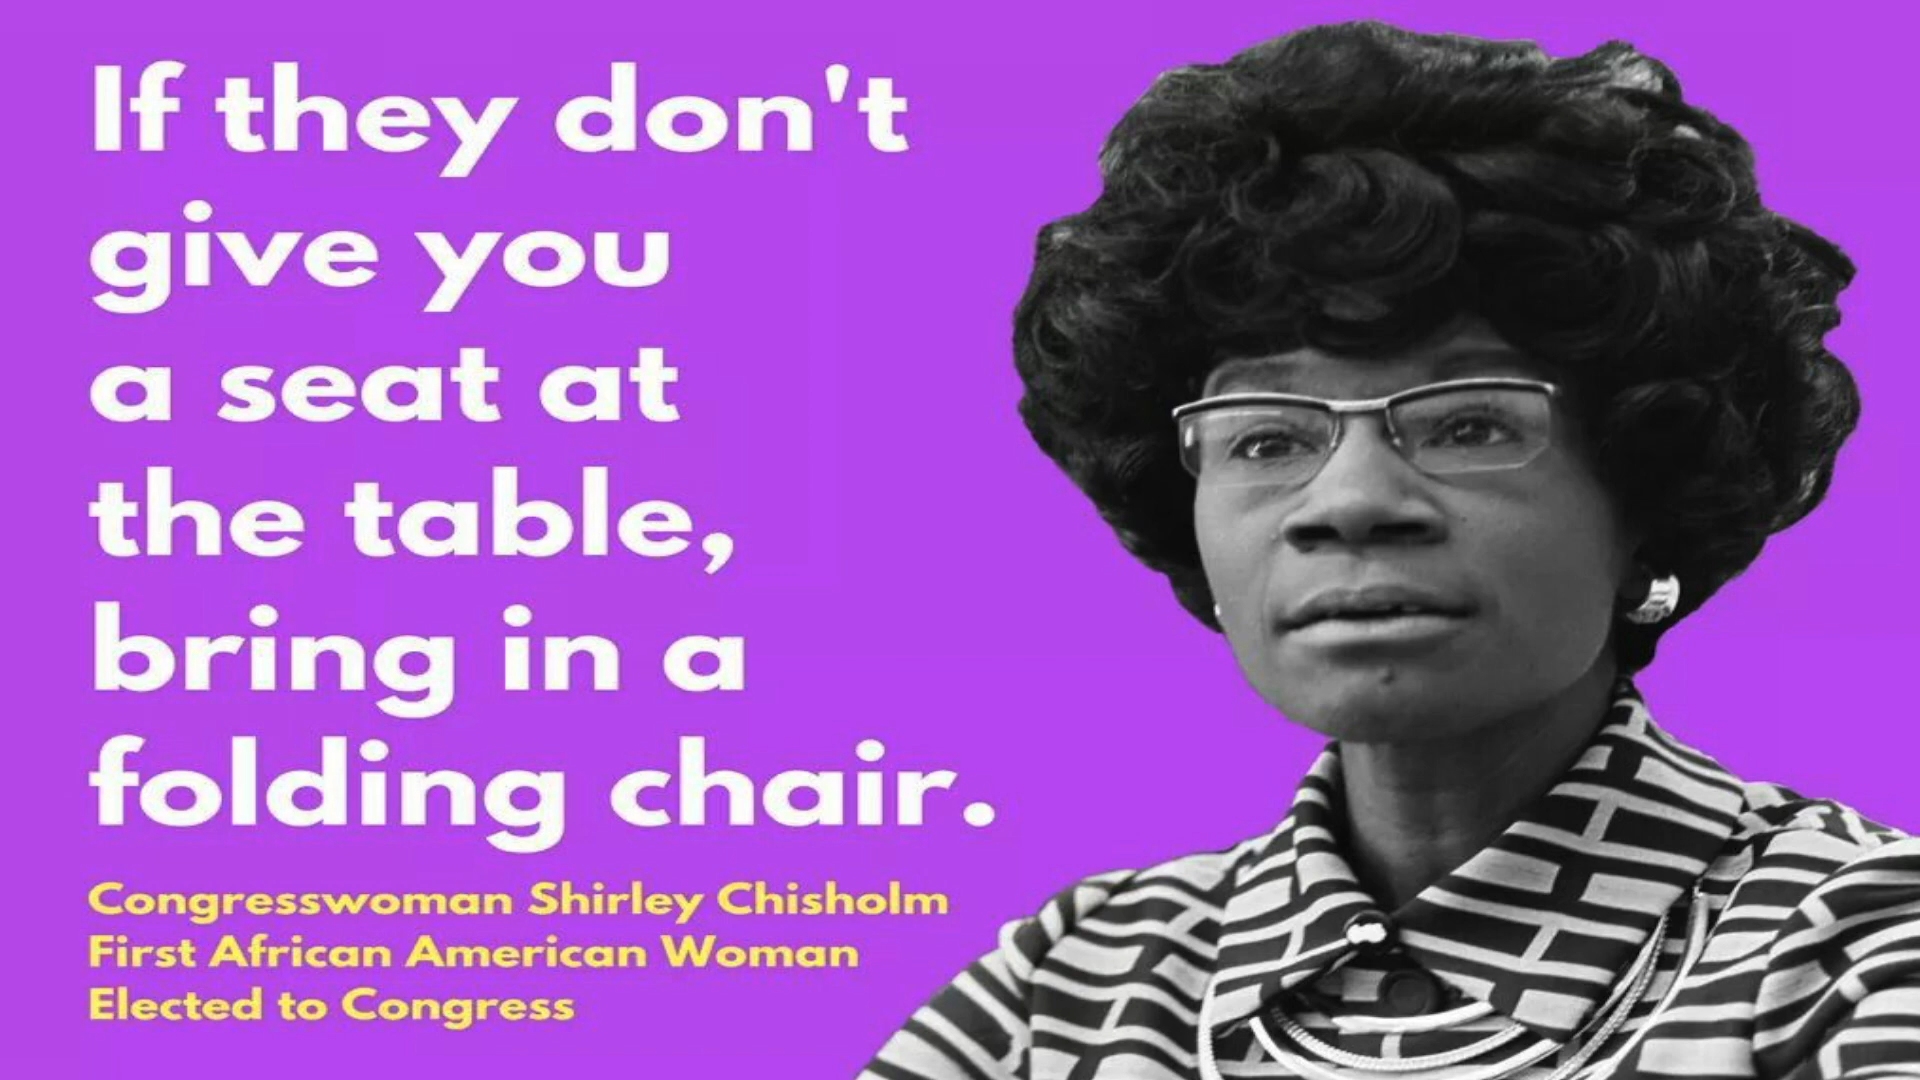 If they don't
give you
a seat at
the table,
bring in a
folding chair.
Congresswoman Shirley Chisholm
First African American Woman
Elected to Congress